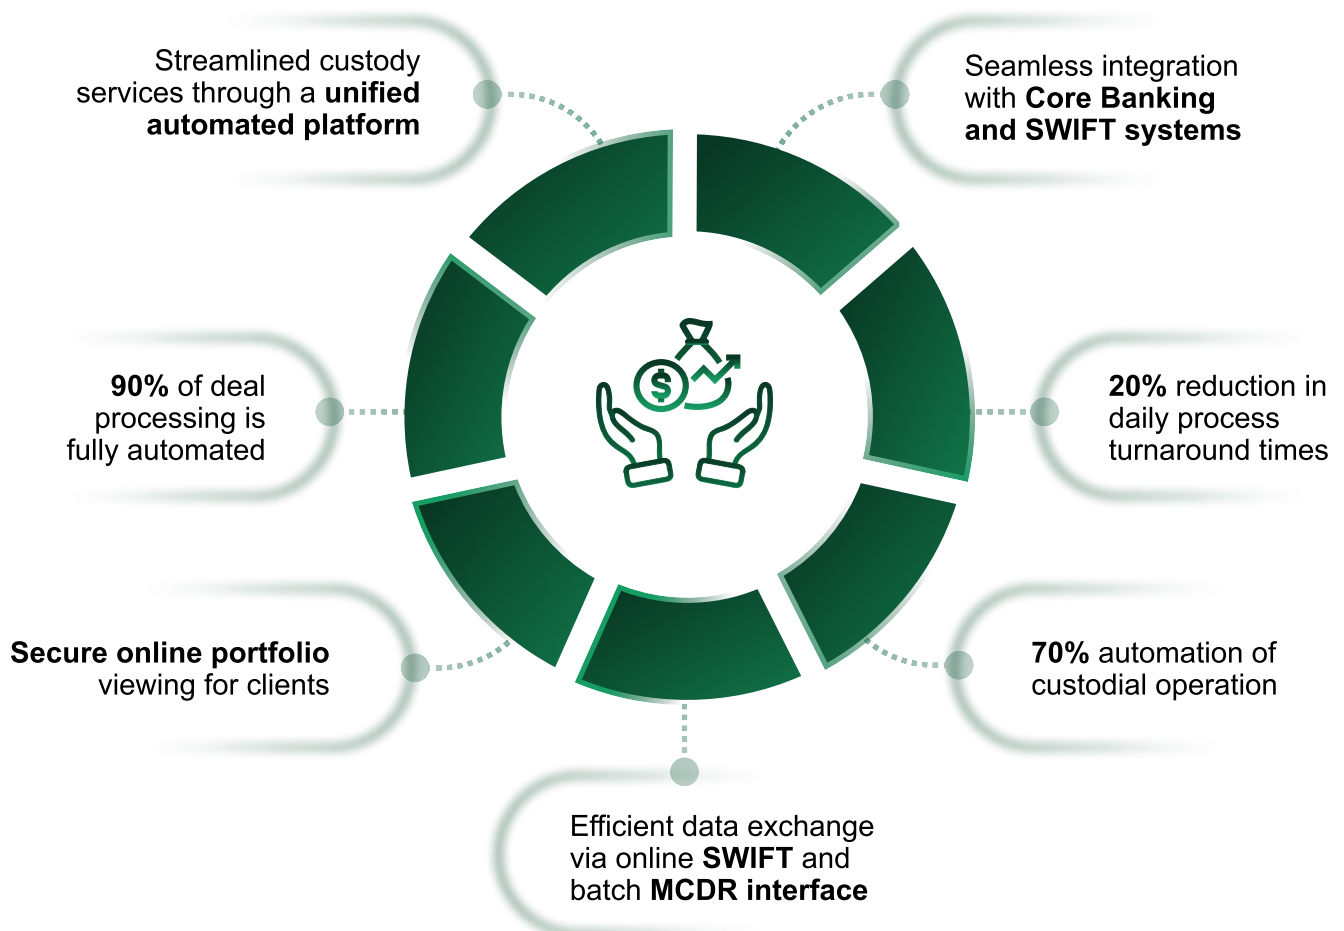 Streamlined custody
services through a unified
automated platform
Seamless integration
with Core Banking
and SWIFT systems
90% of deal
processing is
fully automated
$
20% reduction in
daily process
turnaround times
Secure online portfolio
viewing for clients
70% automation of
custodial operation
Efficient data exchange
via online SWIFT and
batch MCDR interface